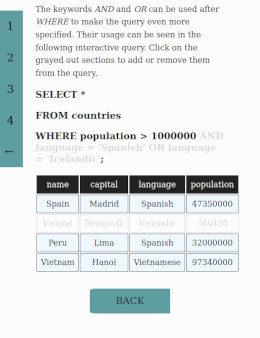 1
2
3
4
←
The keywords AND and OR can be used after
WHERE to make the query even more
specified. Their usage can be seen in the
following interactive query. Click on the
grayed out sections to add or remove them
from the query.
SELECT *
FROM countries
WHERE population > 1000000 AND
language = 'Spanish' OR language
= 'Icelandic';
name capital language population
Spain Madrid Spanish 47350000
Iceland Reykjavik Icelandic 366425
Peru Lima Spanish 32000000
Vietnam Hanoi Vietnamese 97340000
BACK